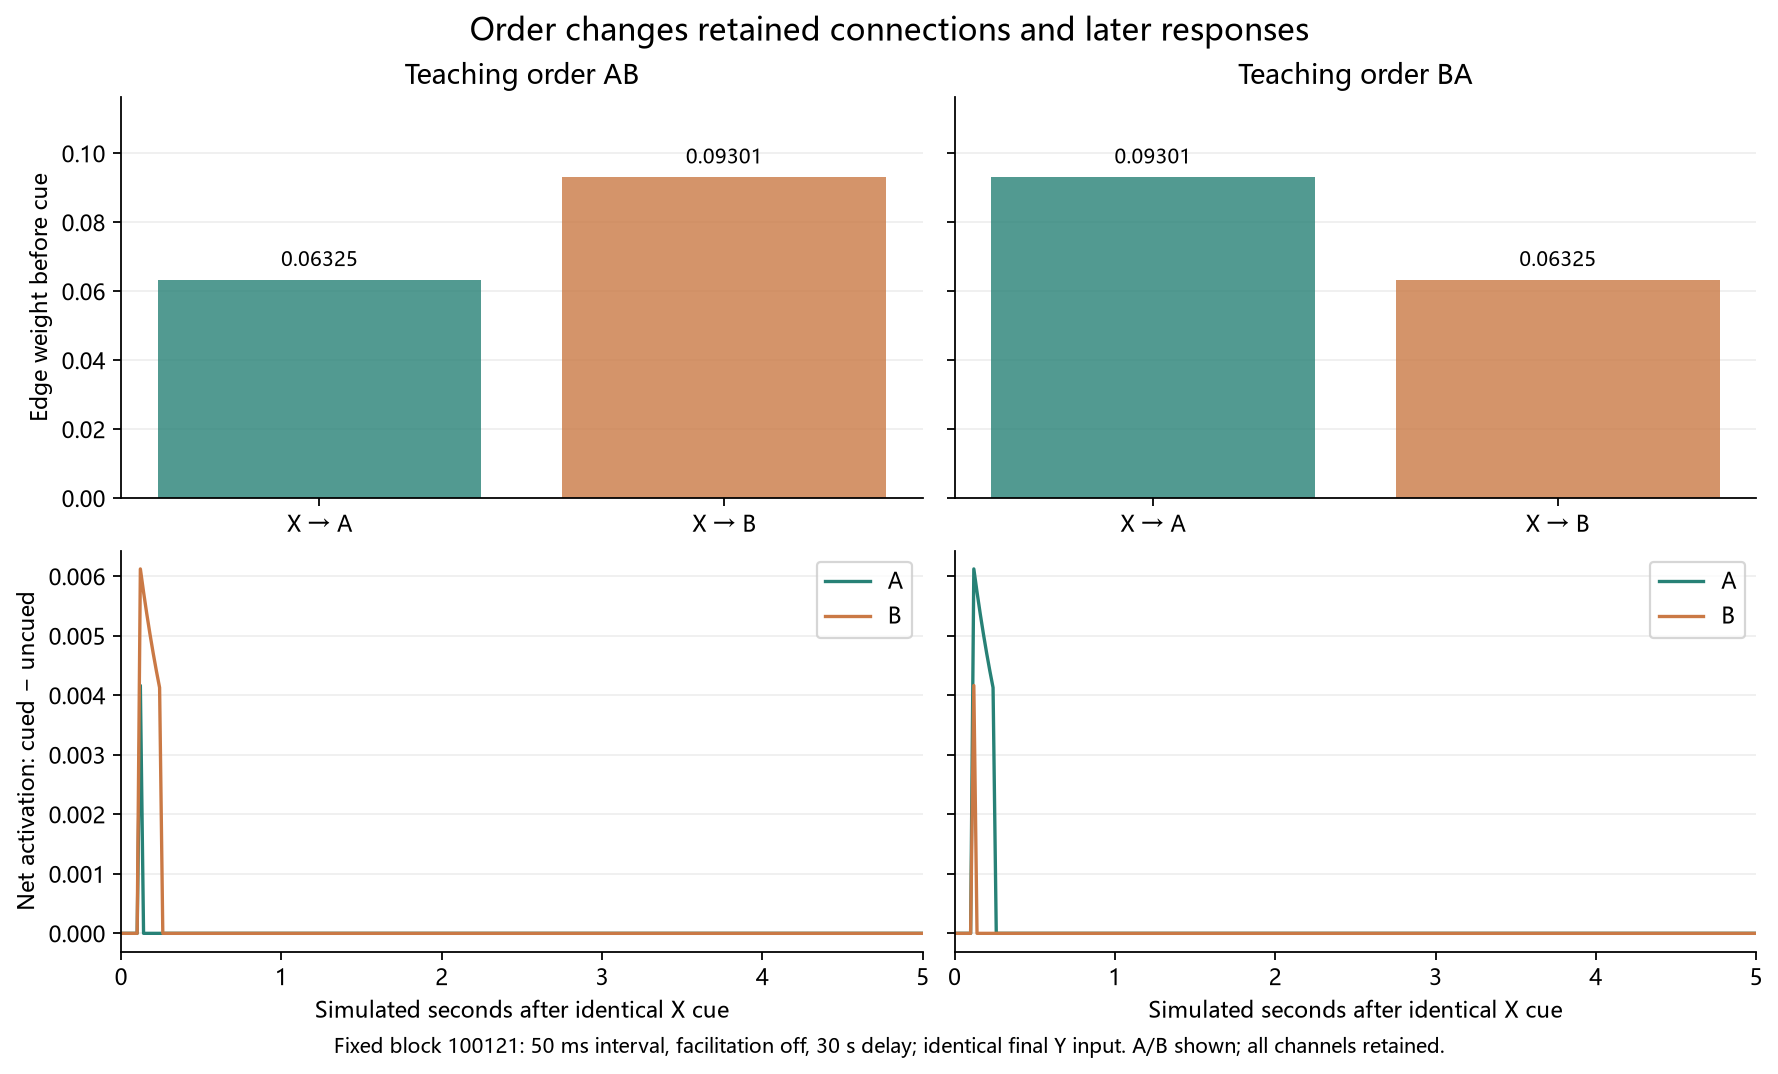 Order changes retained connections and later responses
Teaching order AB
Teaching order BA
Edge weight before cue
0.10
0.08
0.06
0.04
0.02
0.00
0.06325
0.09301
X → A
X → B
0.09301
0.06325
X → A
X → B
Net activation: cued − uncued
0.006
0.005
0.004
0.003
0.002
0.001
0.000
A
B
0 1 2 3 4 5
Simulated seconds after identical X cue
A
B
0 1 2 3 4 5
Simulated seconds after identical X cue
Fixed block 100121: 50 ms interval, facilitation off, 30 s delay; identical final Y input. A/B shown; all channels retained.